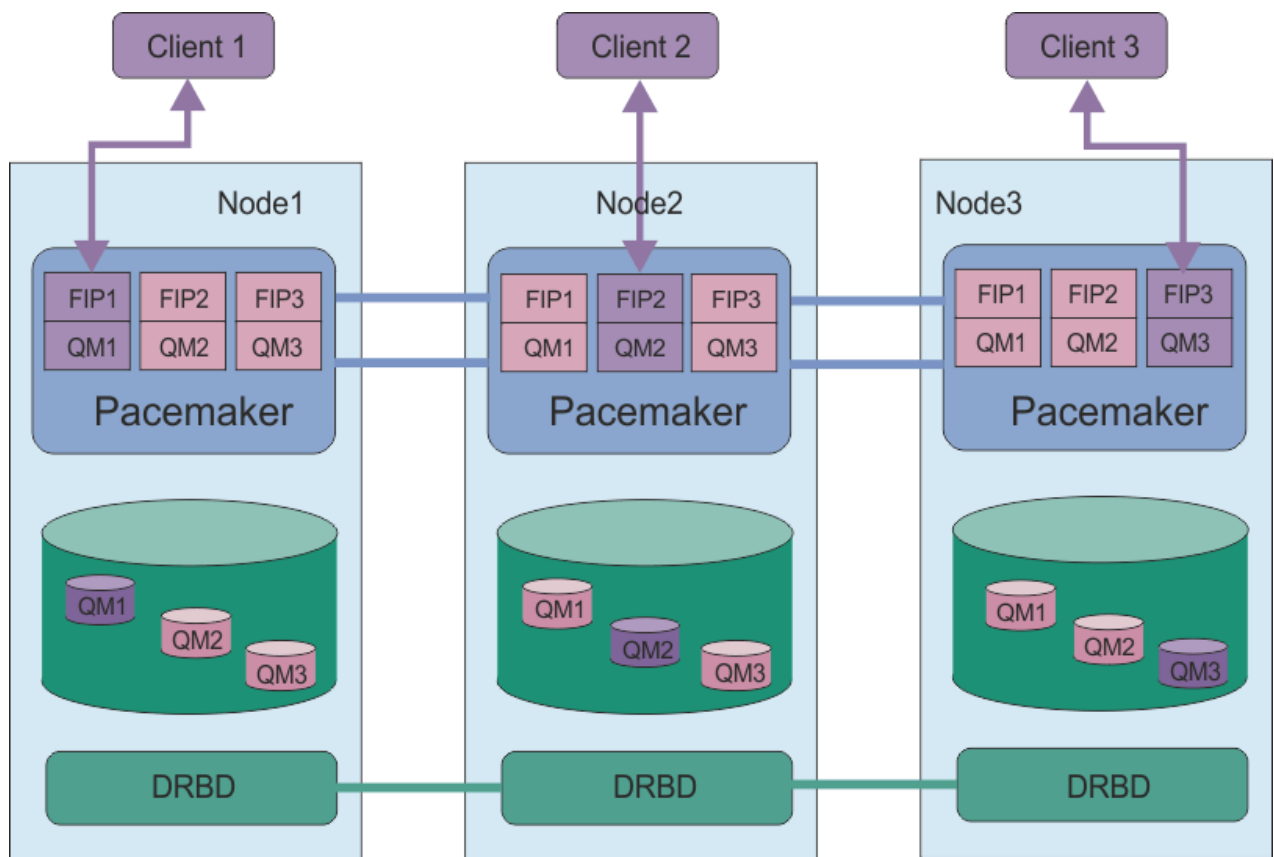 Client 1
Client 2
Client 3
Node1
Node2
Node3
FIP1 FIP2 FIP3
QM1 QM2 QM3
Pacemaker
FIP1 FIP2 FIP3
QM1 QM2 QM3
Pacemaker
FIP1 FIP2 FIP3
QM1 QM2 QM3
Pacemaker
QM1
QM2
QM3
QM1
QM2
QM3
QM1
QM2
QM3
DRBD
DRBD
DRBD